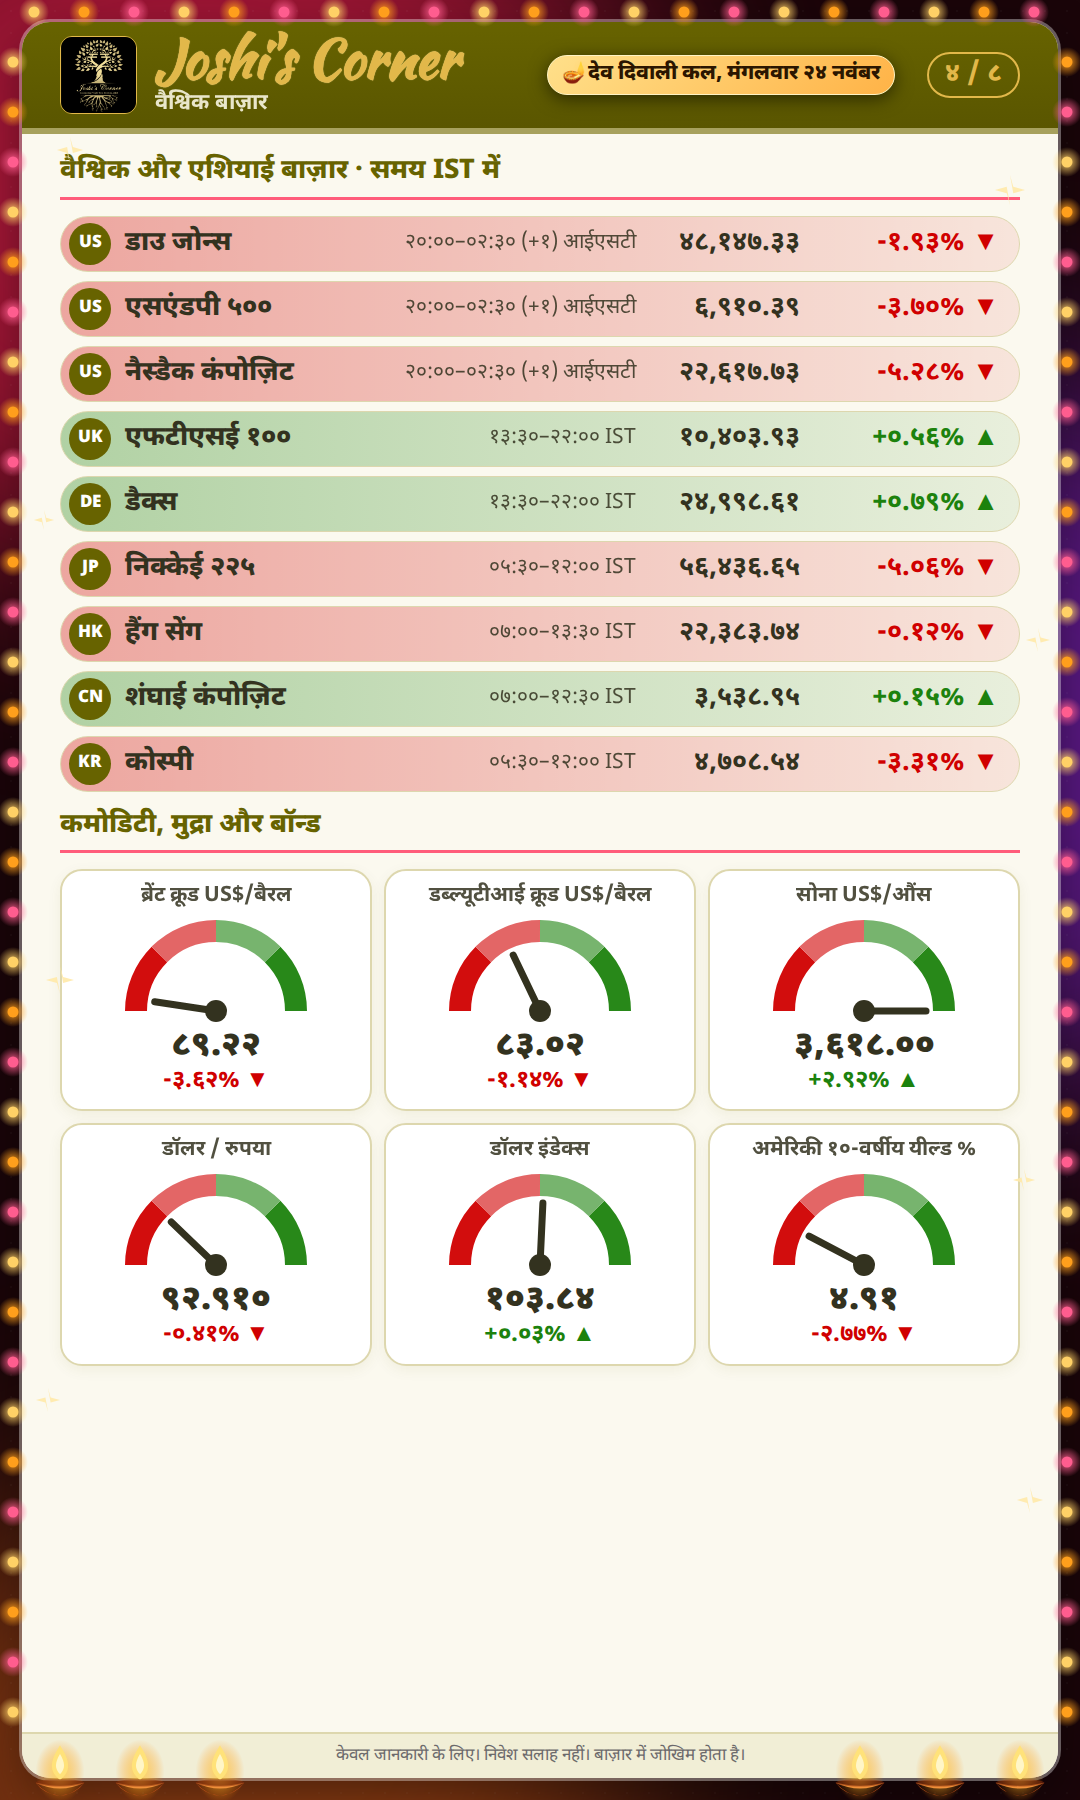 Joshi's Corner
Joshi's Corner
वैश्विक बाज़ार
देव दिवाली कल, मंगलवार २४ नवंबर
४ / ८
वैश्विक और एशियाई बाज़ार · समय IST में
US डाउ जोन्स २०:००–०२:३० (+१) आईएसटी ४८,१४७.३३ -१.९३% ▼
US एसएंडपी ५०० २०:००–०२:३० (+१) आईएसटी ६,९१०.३९ -३.७०% ▼
US नैस्डैक कंपोज़िट २०:००–०२:३० (+१) आईएसटी २२,६१७.७३ -५.२८% ▼
UK एफटीएसई १०० १३:३०–२२:०० IST १०,४०३.९३ +०.५६% ▲
DE डैक्स १३:३०–२२:०० IST २४,९९८.६१ +०.७९% ▲
JP निक्केई २२५ ०५:३०–१२:०० IST ५६,४३६.६५ -५.०६% ▼
HK हैंग सेंग ०७:००–१३:३० IST २२,३८३.७४ -०.१२% ▼
CN शंघाई कंपोज़िट ०७:००–१२:३० IST ३,५३८.९५ +०.१५% ▲
KR कोस्पी ०५:३०–१२:०० IST ४,७०८.५४ -३.३१% ▼
कमोडिटी, मुद्रा और बॉन्ड
ब्रेंट क्रूड US$/बैरल डब्ल्यूटीआई क्रूड US$/बैरल सोना US$/औंस
८९.२२ ८३.०२ ३,६१८.००
-३.६२% ▼ -१.१४% ▼ +२.९२% ▲
डॉलर / रुपया डॉलर इंडेक्स अमेरिकी १०-वर्षीय यील्ड %
९२.९१० १०३.८४ ४.९१
-०.४१% ▼ +०.०३% ▲ -२.७७% ▼
केवल जानकारी के लिए। निवेश सलाह नहीं। बाज़ार में जोखिम होता है।